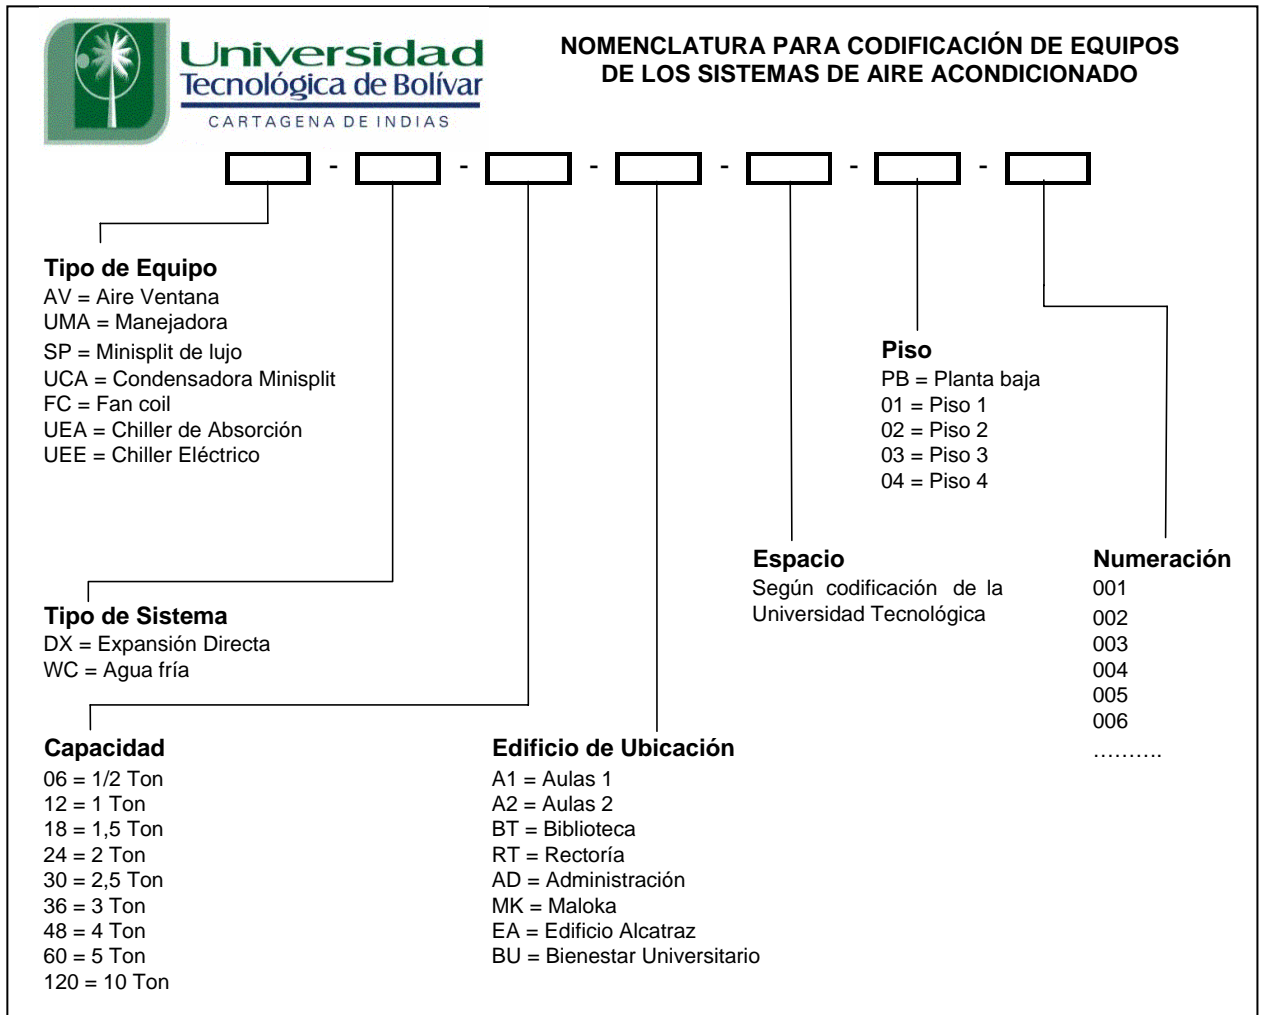 Universidad
Tecnológica de Bolívar
CARTAGENA DE INDIAS
NOMENCLATURA PARA CODIFICACIÓN DE EQUIPOS
DE LOS SISTEMAS DE AIRE ACONDICIONADO
- - - - - -
Tipo de Equipo
AV = Aire Ventana
UMA = Manejadora
SP = Minisplit de lujo
UCA = Condensadora Minisplit
FC = Fan coil
UEA = Chiller de Absorción
UEE = Chiller Eléctrico
Piso
PB = Planta baja
01 = Piso 1
02 = Piso 2
03 = Piso 3
04 = Piso 4
Espacio
Según codificación de la
Universidad Tecnológica
Numeración
001
002
003
004
005
006
……….
Tipo de Sistema
DX = Expansión Directa
WC = Agua fría
Capacidad
06 = 1/2 Ton
12 = 1 Ton
18 = 1,5 Ton
24 = 2 Ton
30 = 2,5 Ton
36 = 3 Ton
48 = 4 Ton
60 = 5 Ton
120 = 10 Ton
Edificio de Ubicación
A1 = Aulas 1
A2 = Aulas 2
BT = Biblioteca
RT = Rectoría
AD = Administración
MK = Maloka
EA = Edificio Alcatraz
BU = Bienestar Universitario